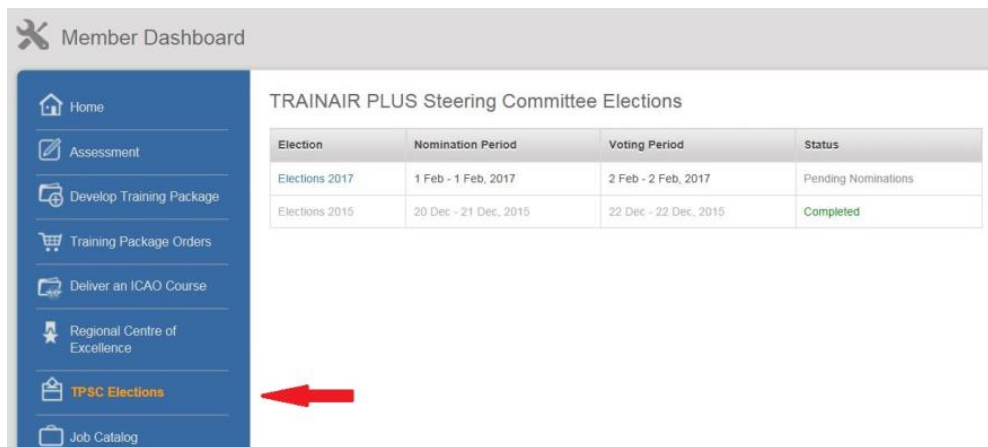 Member Dashboard
Home
Assessment
Develop Training Package
Training Package Orders
Deliver an ICAO Course
Regional Centre of
Excellence
TPSC Elections
Job Catalog
TRAINAIR PLUS Steering Committee Elections
Election Nomination Period Voting Period Status
Elections 2017 1 Feb - 1 Feb, 2017 2 Feb - 2 Feb, 2017 Pending Nominations
Elections 2015 20 Dec - 21 Dec, 2015 22 Dec - 22 Dec, 2015 Completed